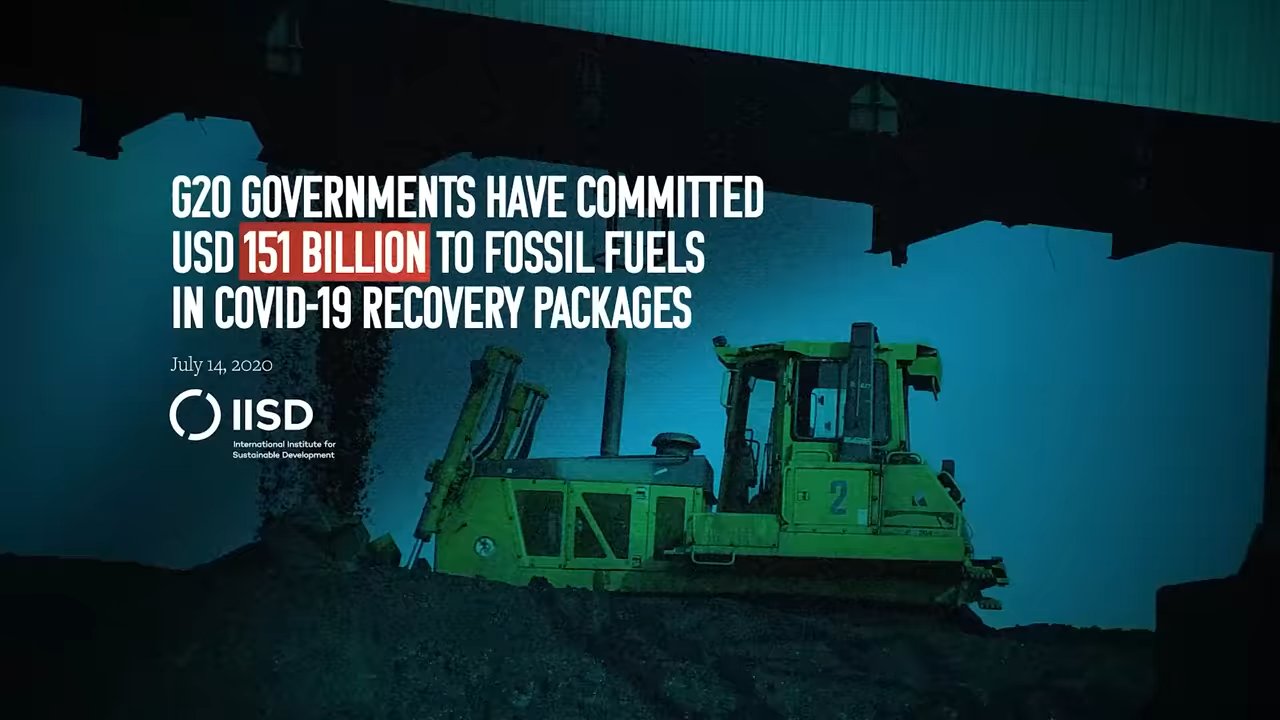 G20 GOVERNMENTS HAVE COMMITTED
USD 151 BILLION TO FOSSIL FUELS
IN COVID-19 RECOVERY PACKAGES
July 14, 2020
IISD
International Institute for
Sustainable Development
2